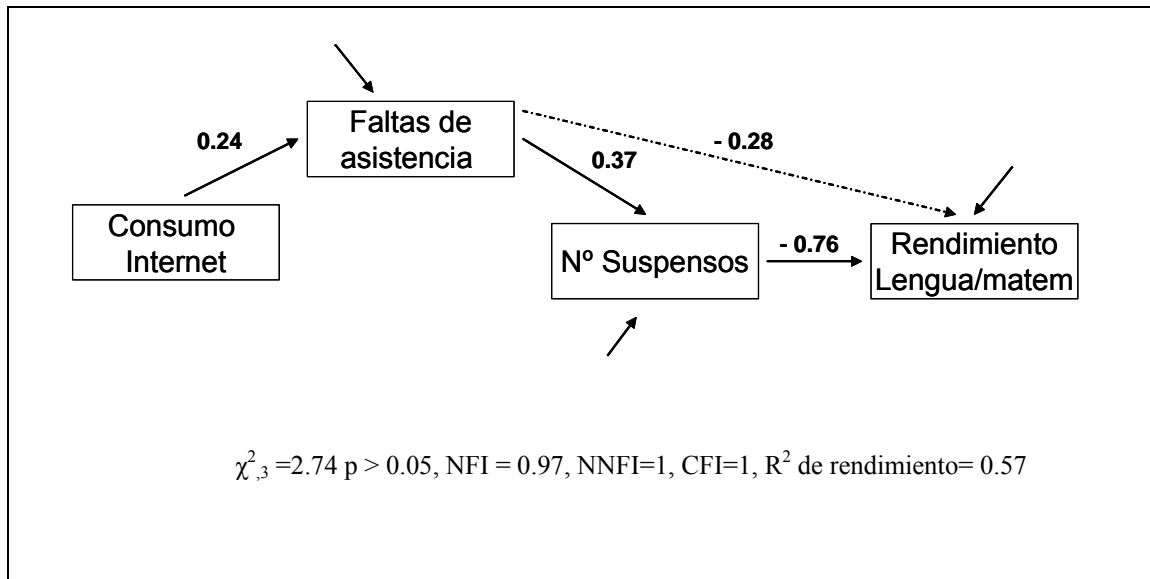 Faltas de
asistencia
0.24
- 0.28
0.37
Consumo
Internet
Nº Suspensos
- 0.76
Rendimiento
Lengua/matem
χ²,₃ =2.74 p > 0.05, NFI = 0.97, NNFI=1, CFI=1, R² de rendimiento= 0.57